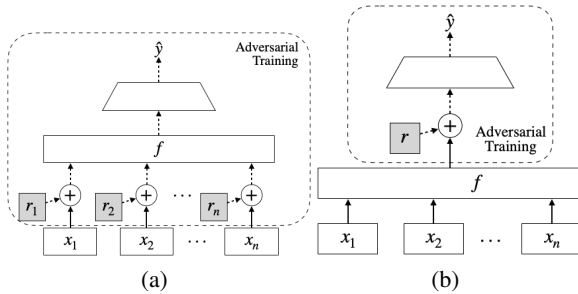 ŷ
Adversarial
Training
f
+ + ... +
r₁ r₂ rₙ
x₁ x₂ ... xₙ
(a)
ŷ
+
r
Adversarial
Training
f
x₁ x₂ ... xₙ
(b)